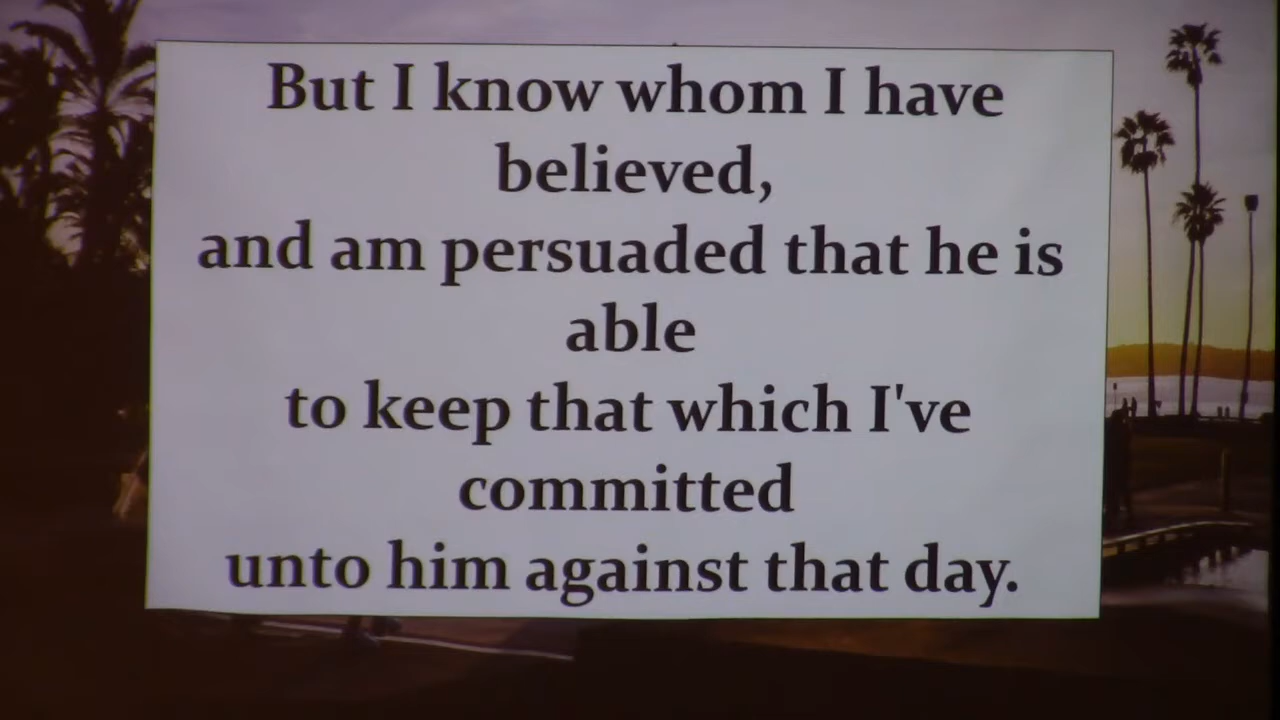 But I know whom I have
believed,
and am persuaded that he is
able
to keep that which I've
committed
unto him against that day.